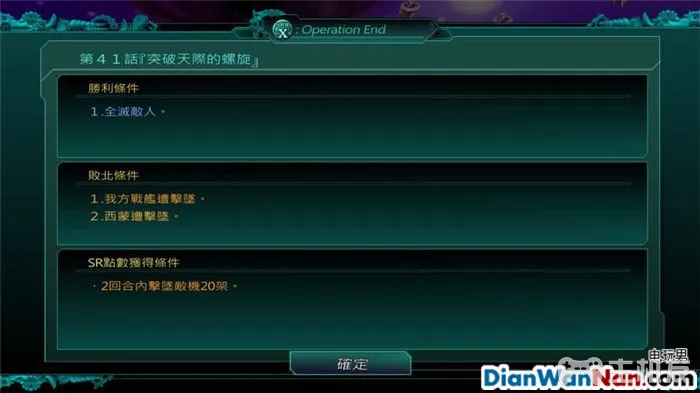 X : Operation End
第41話『突破天際的螺旋』
勝利條件
1.全滅敵人。
敗北條件
1.我方戰艦遭擊墜。
2.西蒙遭擊墜。
SR點數獲得條件
・2回合內擊墜敵機20架。
確定
电玩男
DianWanNan.com